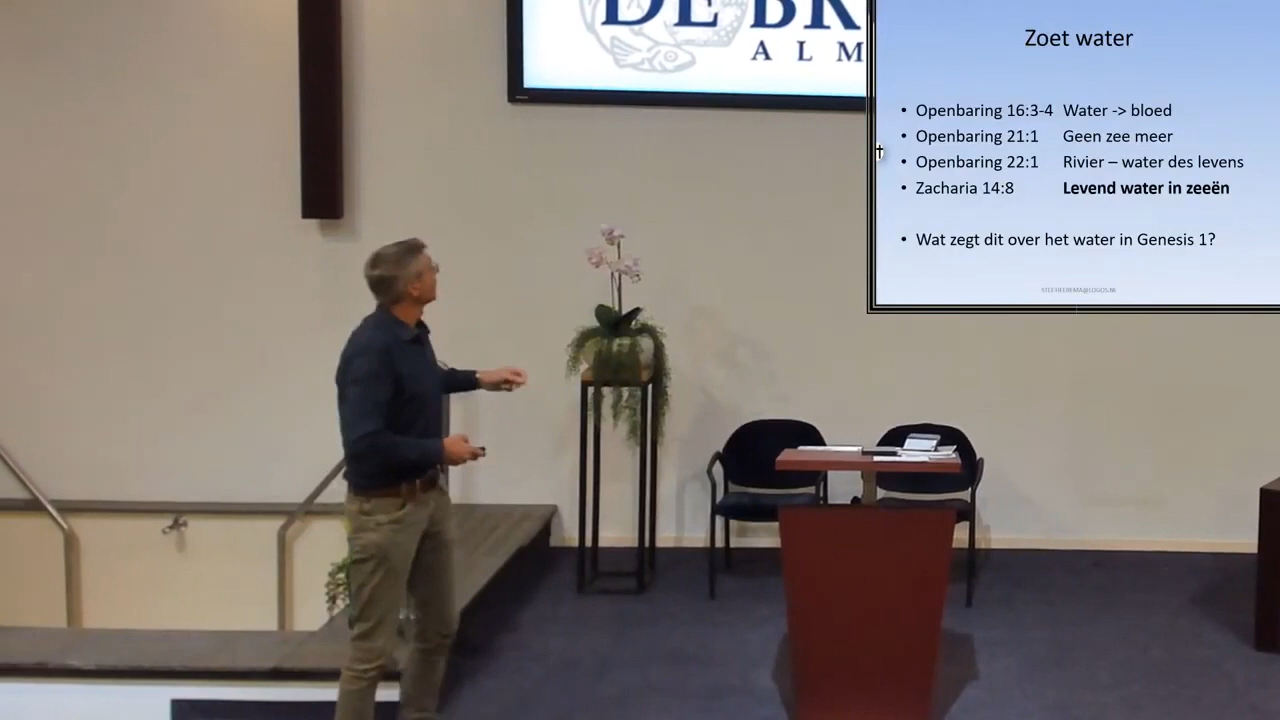 DE BR
ALM
Zoet water
• Openbaring 16:3-4 Water -> bloed
• Openbaring 21:1 Geen zee meer
• Openbaring 22:1 Rivier – water des levens
• Zacharia 14:8 Levend water in zeeën
• Wat zegt dit over het water in Genesis 1?